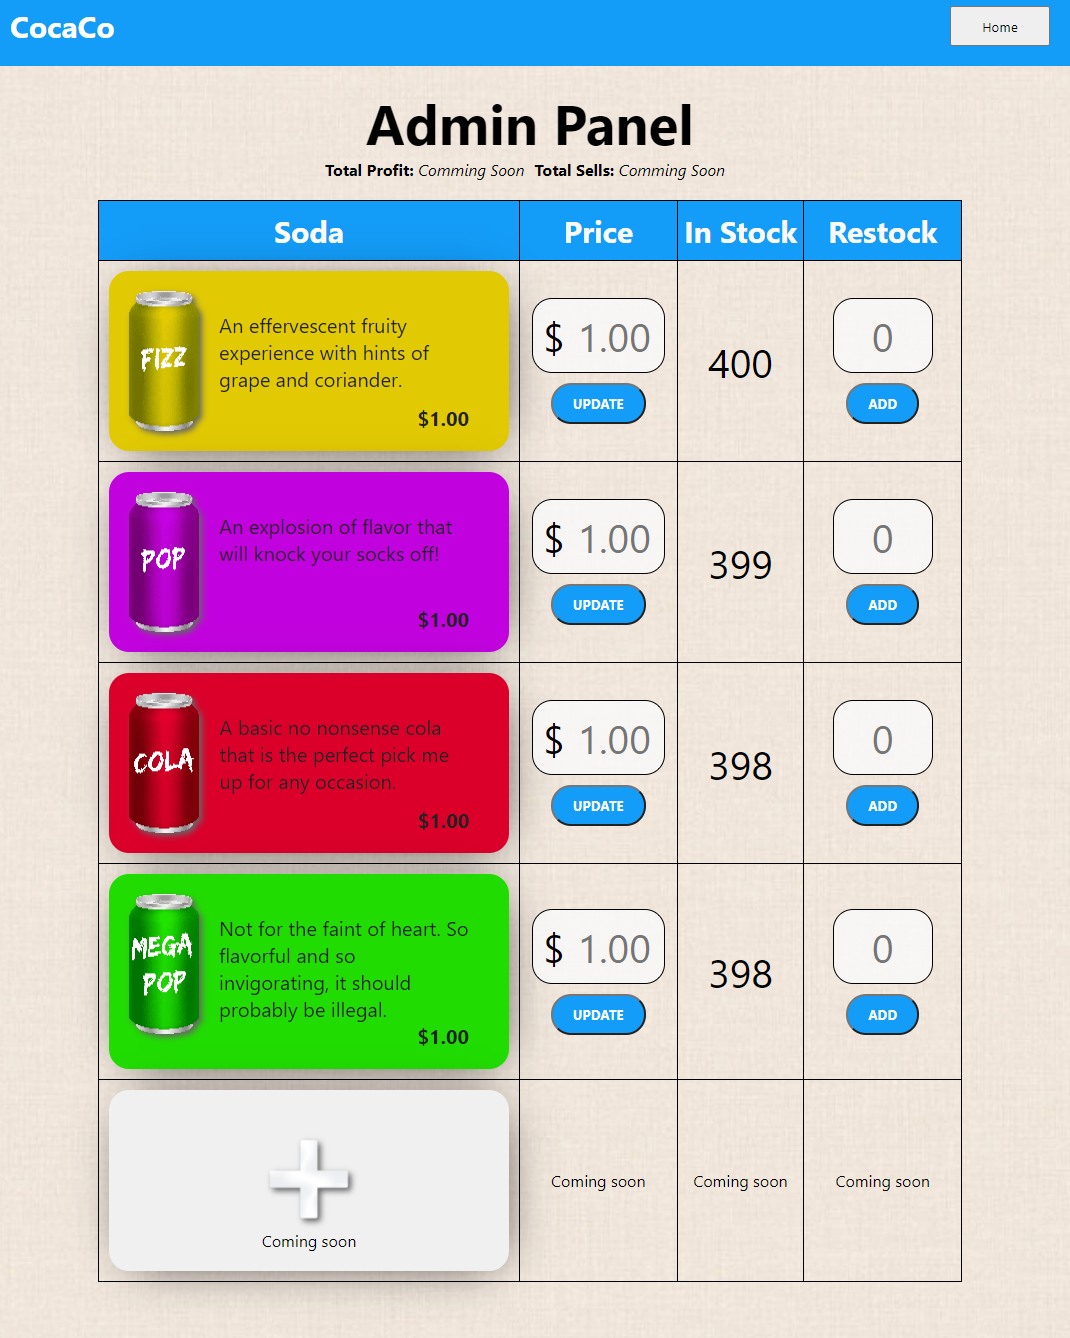 CocaCo
Home
Admin Panel
Total Profit: Comming Soon Total Sells: Comming Soon
Soda Price In Stock Restock
FIZZ
An effervescent fruity
experience with hints of
grape and coriander.
$1.00
$ 1.00
UPDATE
400
0
ADD
POP
An explosion of flavor that
will knock your socks off!
$1.00
$ 1.00
UPDATE
399
0
ADD
COLA
A basic no nonsense cola
that is the perfect pick me
up for any occasion.
$1.00
$ 1.00
UPDATE
398
0
ADD
MEGA
POP
Not for the faint of heart. So
flavorful and so
invigorating, it should
probably be illegal.
$1.00
$ 1.00
UPDATE
398
0
ADD
Coming soon
Coming soon
Coming soon
Coming soon